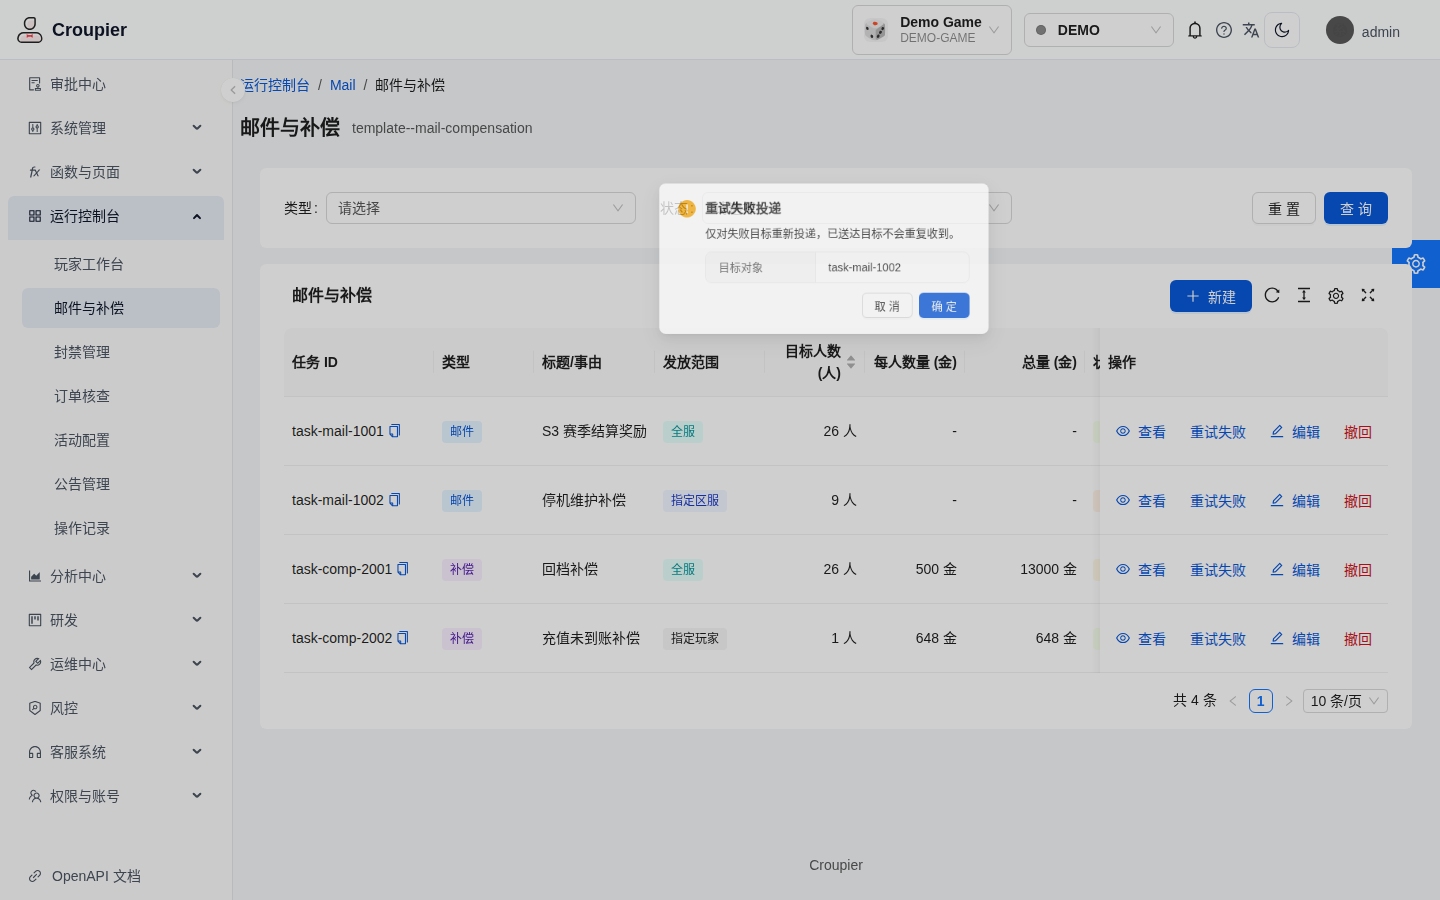 Croupier
Demo Game
DEMO-GAME
DEMO
admin
审批中心
系统管理
函数与页面
运行控制台
玩家工作台
邮件与补偿
封禁管理
订单核查
活动配置
公告管理
操作记录
分析中心
研发
运维中心
风控
客服系统
权限与账号
OpenAPI 文档
运行控制台 / Mail / 邮件与补偿
邮件与补偿 template--mail-compensation
类型: 请选择
重 置 查 询
重试失败投递
仅对失败目标重新投递，已送达目标不会重复收到。
目标对象 task-mail-1002
取 消 确 定
邮件与补偿 新建
任务 ID 类型 标题/事由 发放范围 目标人数 (人) 每人数量 (金) 总量 (金) 操作
task-mail-1001 邮件 S3 赛季结算奖励 全服 26 人 - - 查看 重试失败 编辑 撤回
task-mail-1002 邮件 停机维护补偿 指定区服 9 人 - - 查看 重试失败 编辑 撤回
task-comp-2001 补偿 回档补偿 全服 26 人 500 金 13000 金 查看 重试失败 编辑 撤回
task-comp-2002 补偿 充值未到账补偿 指定玩家 1 人 648 金 648 金 查看 重试失败 编辑 撤回
共 4 条 1 10 条/页
Croupier